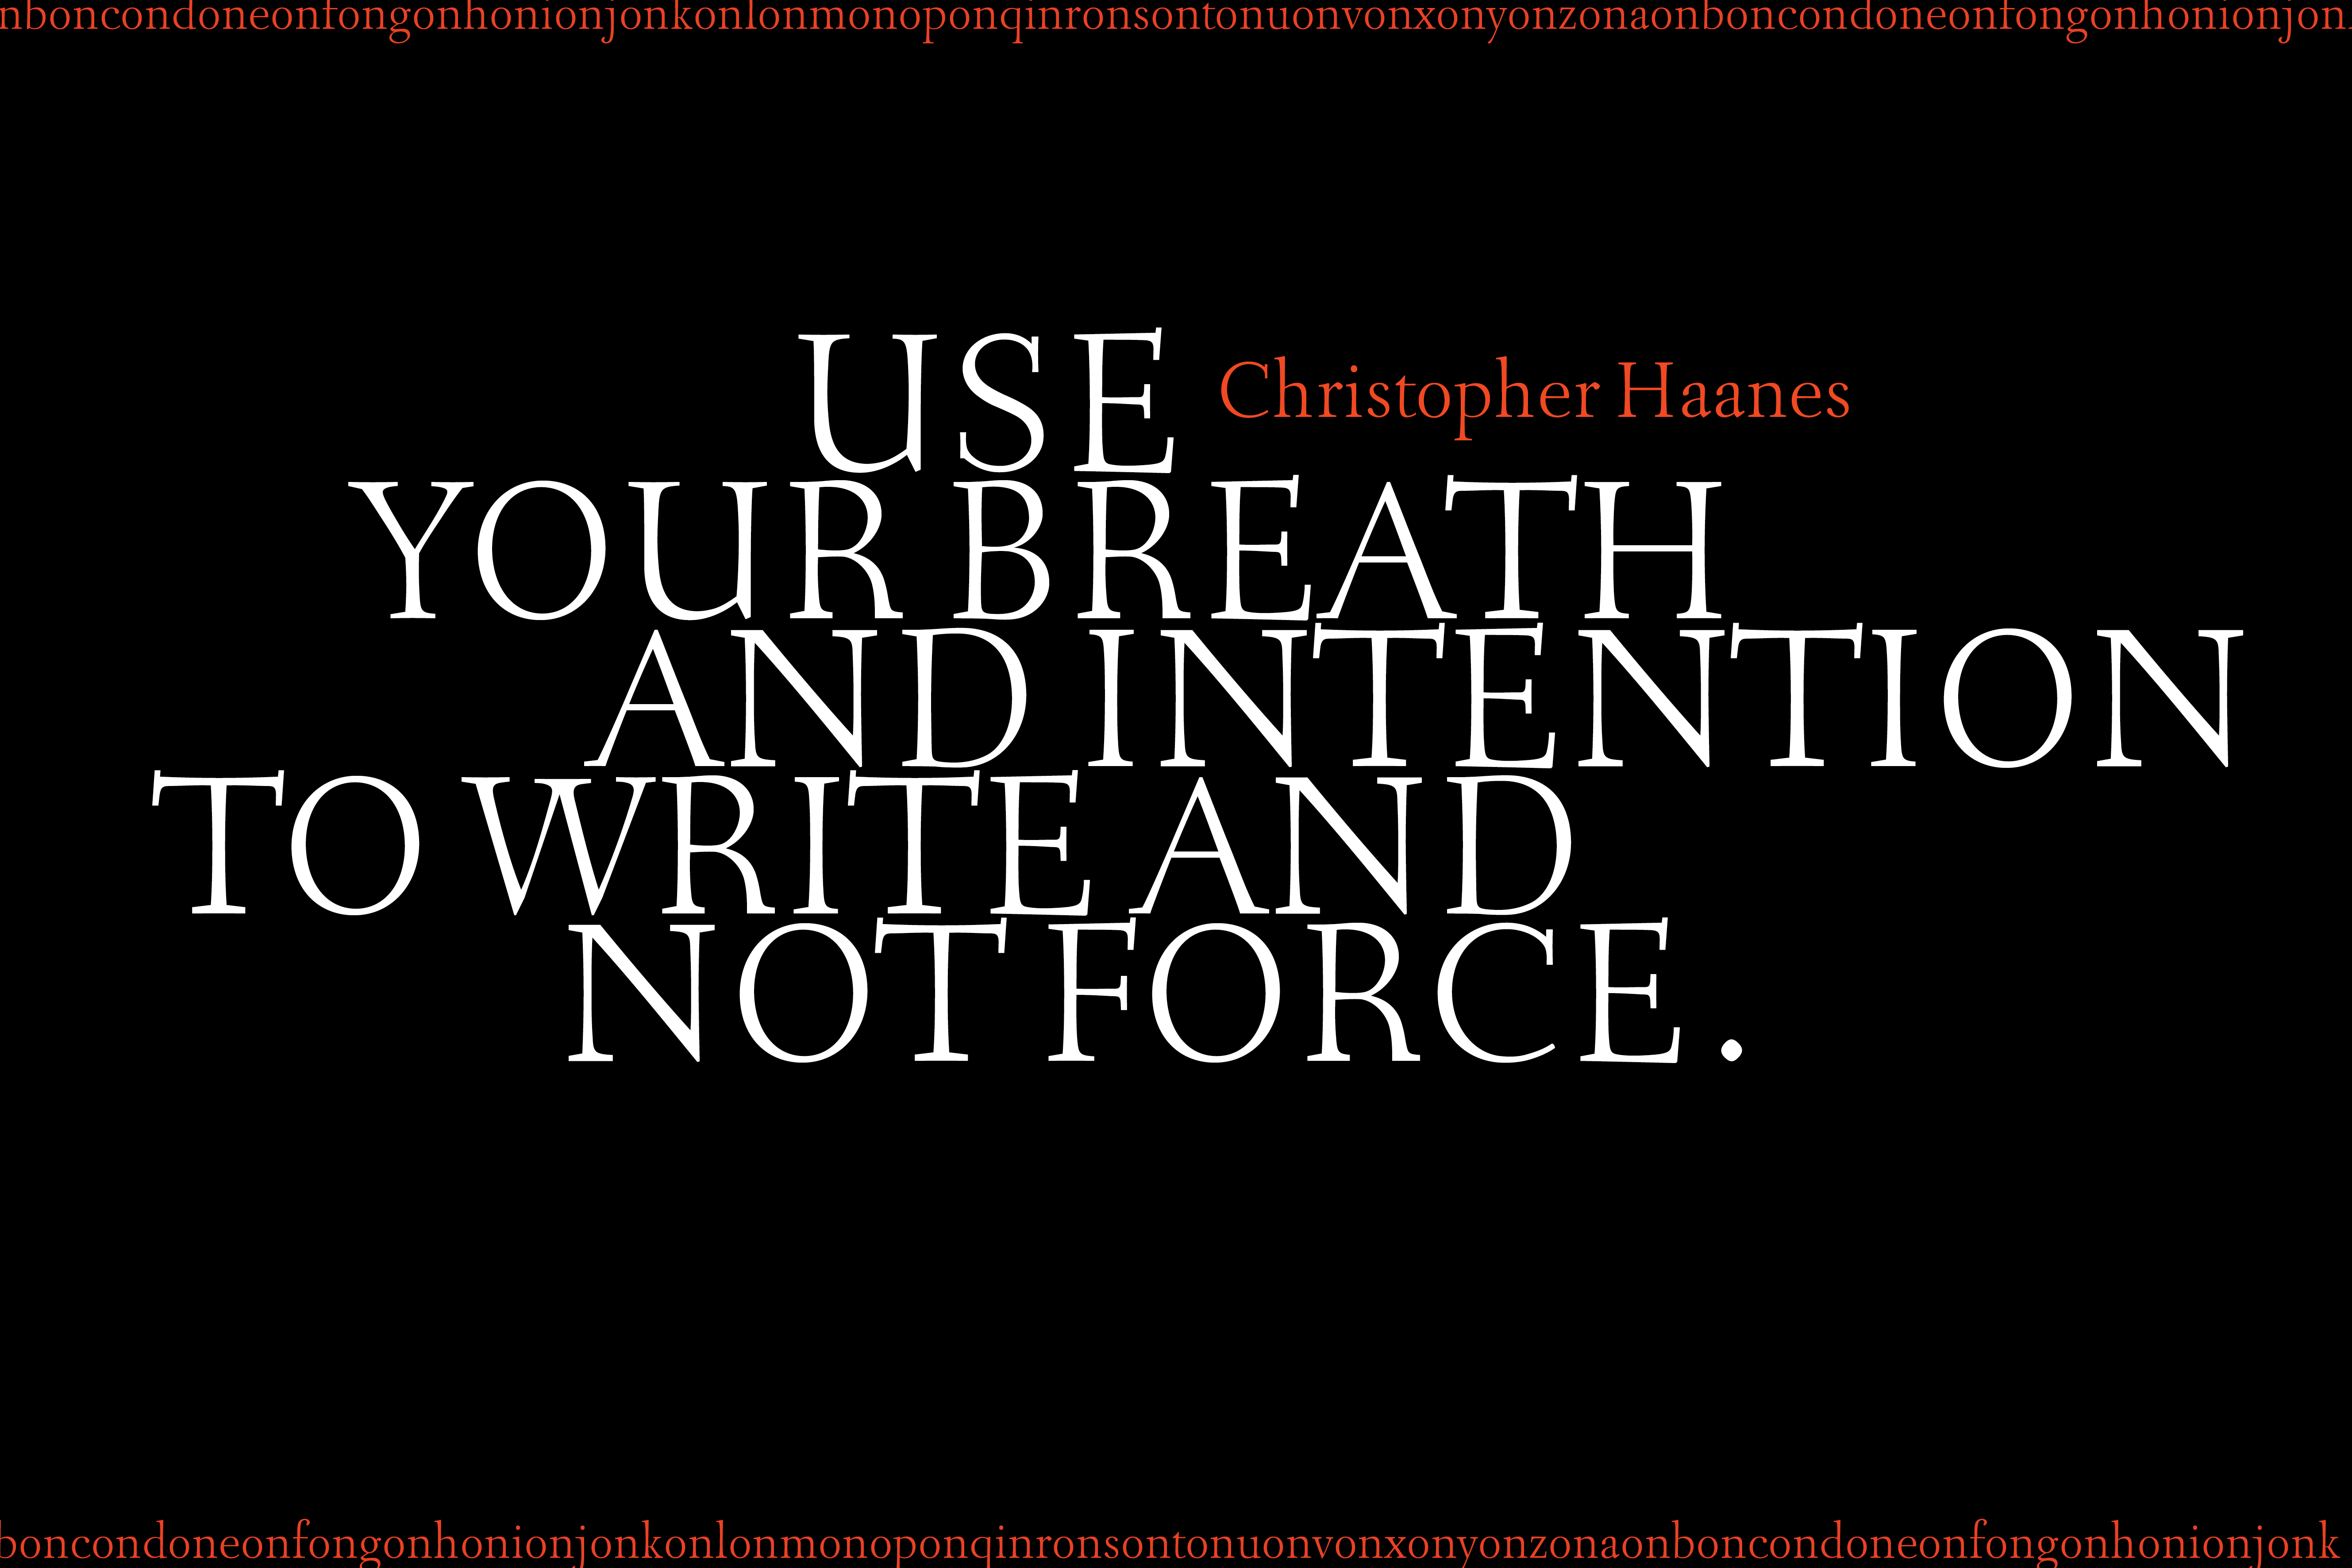 nboncondoneonfongonhonionjonkonlonmonoponqinronsontonuonvonxonyonzonaonboncondoneonfongonhonionjon
USE Christopher Haanes
YOUR BREATH
AND INTENTION
TO WRITE AND
NOT FORCE.
boncondoneonfongonhonionjonkonlonmonoponqinronsontonuonvonxonyonzonaonboncondoneonfongonhonionjonk